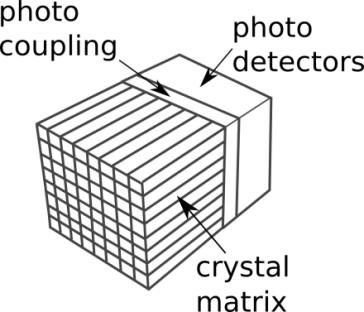 photo
coupling
photo
detectors
crystal
matrix